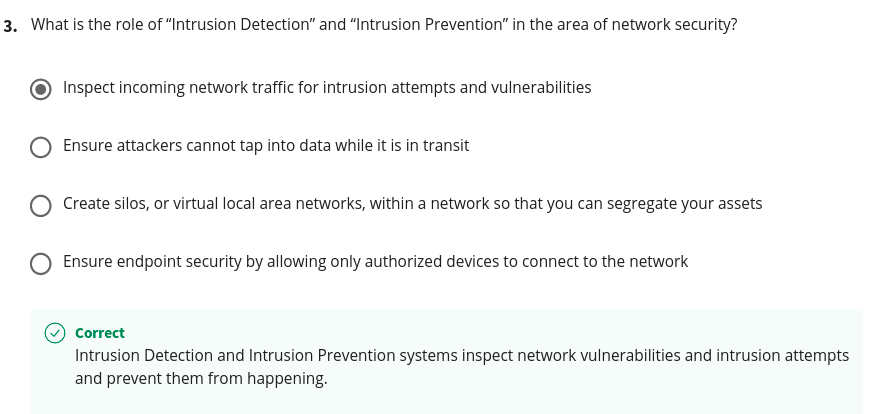 3. What is the role of “Intrusion Detection” and “Intrusion Prevention” in the area of network security?
Inspect incoming network traffic for intrusion attempts and vulnerabilities
Ensure attackers cannot tap into data while it is in transit
Create silos, or virtual local area networks, within a network so that you can segregate your assets
Ensure endpoint security by allowing only authorized devices to connect to the network
Correct
Intrusion Detection and Intrusion Prevention systems inspect network vulnerabilities and intrusion attempts
and prevent them from happening.